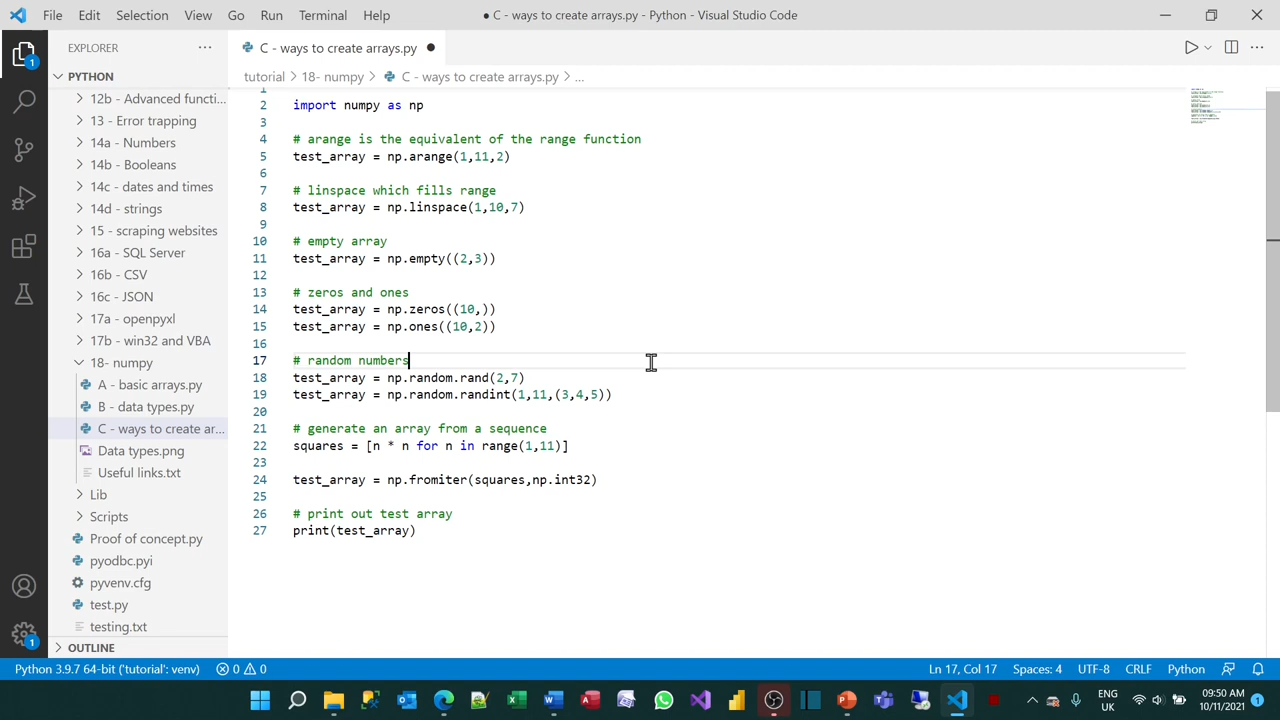 File Edit Selection View Go Run Terminal Help
● C - ways to create arrays.py - Python - Visual Studio Code
EXPLORER
C - ways to create arrays.py
1
PYTHON
tutorial > 18- numpy > C - ways to create arrays.py > ...
12b - Advanced functi...
13 - Error trapping
14a - Numbers
14b - Booleans
14c - dates and times
14d - strings
15 - scraping websites
16a - SQL Server
16b - CSV
16c - JSON
17a - openpyxl
17b - win32 and VBA
18- numpy
A - basic arrays.py
B - data types.py
C - ways to create ar...
Data types.png
Useful links.txt
Lib
Scripts
Proof of concept.py
pyodbc.pyi
pyvenv.cfg
test.py
testing.txt
OUTLINE
1
1
2 import numpy as np
3
4 # arange is the equivalent of the range function
5 test_array = np.arange(1,11,2)
6
7 # linspace which fills range
8 test_array = np.linspace(1,10,7)
9
10 # empty array
11 test_array = np.empty((2,3))
12
13 # zeros and ones
14 test_array = np.zeros((10,))
15 test_array = np.ones((10,2))
16
17 # random numbers
18 test_array = np.random.rand(2,7)
19 test_array = np.random.randint(1,11,(3,4,5))
20
21 # generate an array from a sequence
22 squares = [n * n for n in range(1,11)]
23
24 test_array = np.fromiter(squares,np.int32)
25
26 # print out test array
27 print(test_array)
Python 3.9.7 64-bit ('tutorial': venv) 0 0
Ln 17, Col 17 Spaces: 4 UTF-8 CRLF Python
ENG
UK
09:50 AM
10/11/2021
1